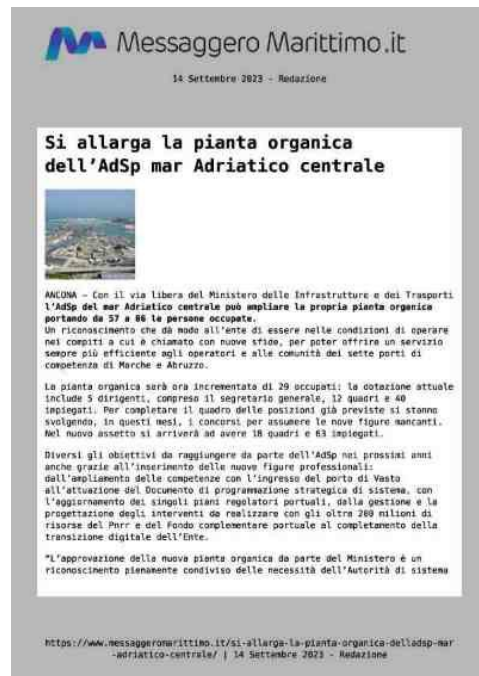 Messaggero Marittimo.it
14 Settembre 2023 - Redazione
Si allarga la pianta organica
dell'AdSp mar Adriatico centrale
ANCONA – Con il via libera del Ministero delle Infrastrutture e dei Trasporti
l'AdSp del mar Adriatico centrale può ampliare la propria pianta organica
portando da 57 a 86 le persone occupate.
Un riconoscimento che dà modo all'ente di essere nelle condizioni di operare
nei compiti a cui è chiamato con nuove sfide, per poter offrire un servizio
sempre più efficiente agli operatori e alle comunità dei sette porti di
competenza di Marche e Abruzzo.
La pianta organica sarà ora incrementata di 29 occupati: la dotazione attuale
include 5 dirigenti, compreso il segretario generale, 12 quadri e 40
impiegati. Per completare il quadro delle posizioni già previste si stanno
svolgendo, in questi mesi, i concorsi per assumere le nove figure mancanti.
Nel nuovo assetto si arriverà ad avere 18 quadri e 63 impiegati.
Diversi gli obiettivi da raggiungere da parte dell'AdSp nei prossimi anni
anche grazie all'inserimento delle nuove figure professionali:
dall'ampliamento delle competenze con l'ingresso del porto di Vasto
all'attuazione del Documento di programmazione strategica di sistema, con
l'aggiornamento dei singoli piani regolatori portuali, dalla gestione e la
progettazione degli interventi da realizzare con gli oltre 280 milioni di
risorse del Pnrr e del Fondo complementare portuale al completamento della
transizione digitale dell'Ente.
"L'approvazione della nuova pianta organica da parte del Ministero è un
riconoscimento pienamente condiviso delle necessità dell'Autorità di sistema
https://www.messaggeromarittimo.it/si-allarga-la-pianta-organica-delladsp-mar
-adriatico-centrale/ | 14 Settembre 2023 - Redazione